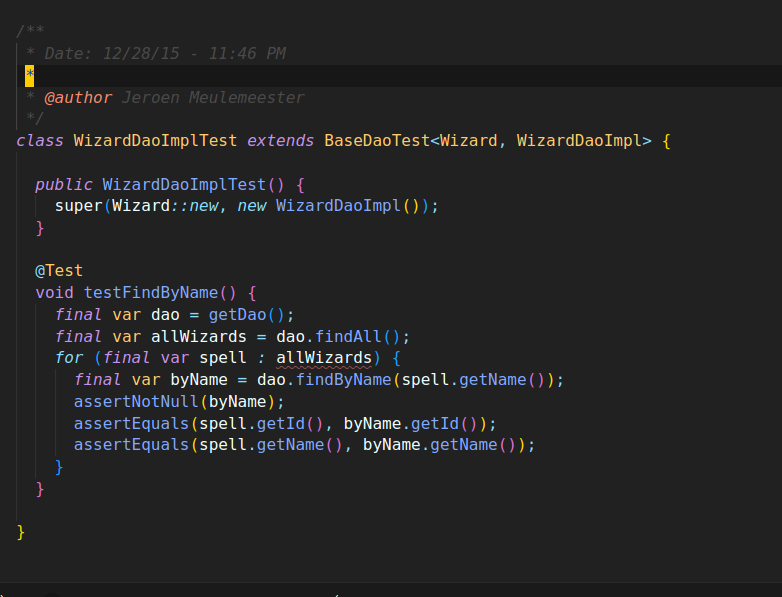 /**
 * Date: 12/28/15 - 11:46 PM
 *
 * @author Jeroen Meulemeester
 */
class WizardDaoImplTest extends BaseDaoTest<Wizard, WizardDaoImpl> {

  public WizardDaoImplTest() {
    super(Wizard::new, new WizardDaoImpl());
  }

  @Test
  void testFindByName() {
    final var dao = getDao();
    final var allWizards = dao.findAll();
    for (final var spell : allWizards) {
      final var byName = dao.findByName(spell.getName());
      assertNotNull(byName);
      assertEquals(spell.getId(), byName.getId());
      assertEquals(spell.getName(), byName.getName());
    }
  }

}